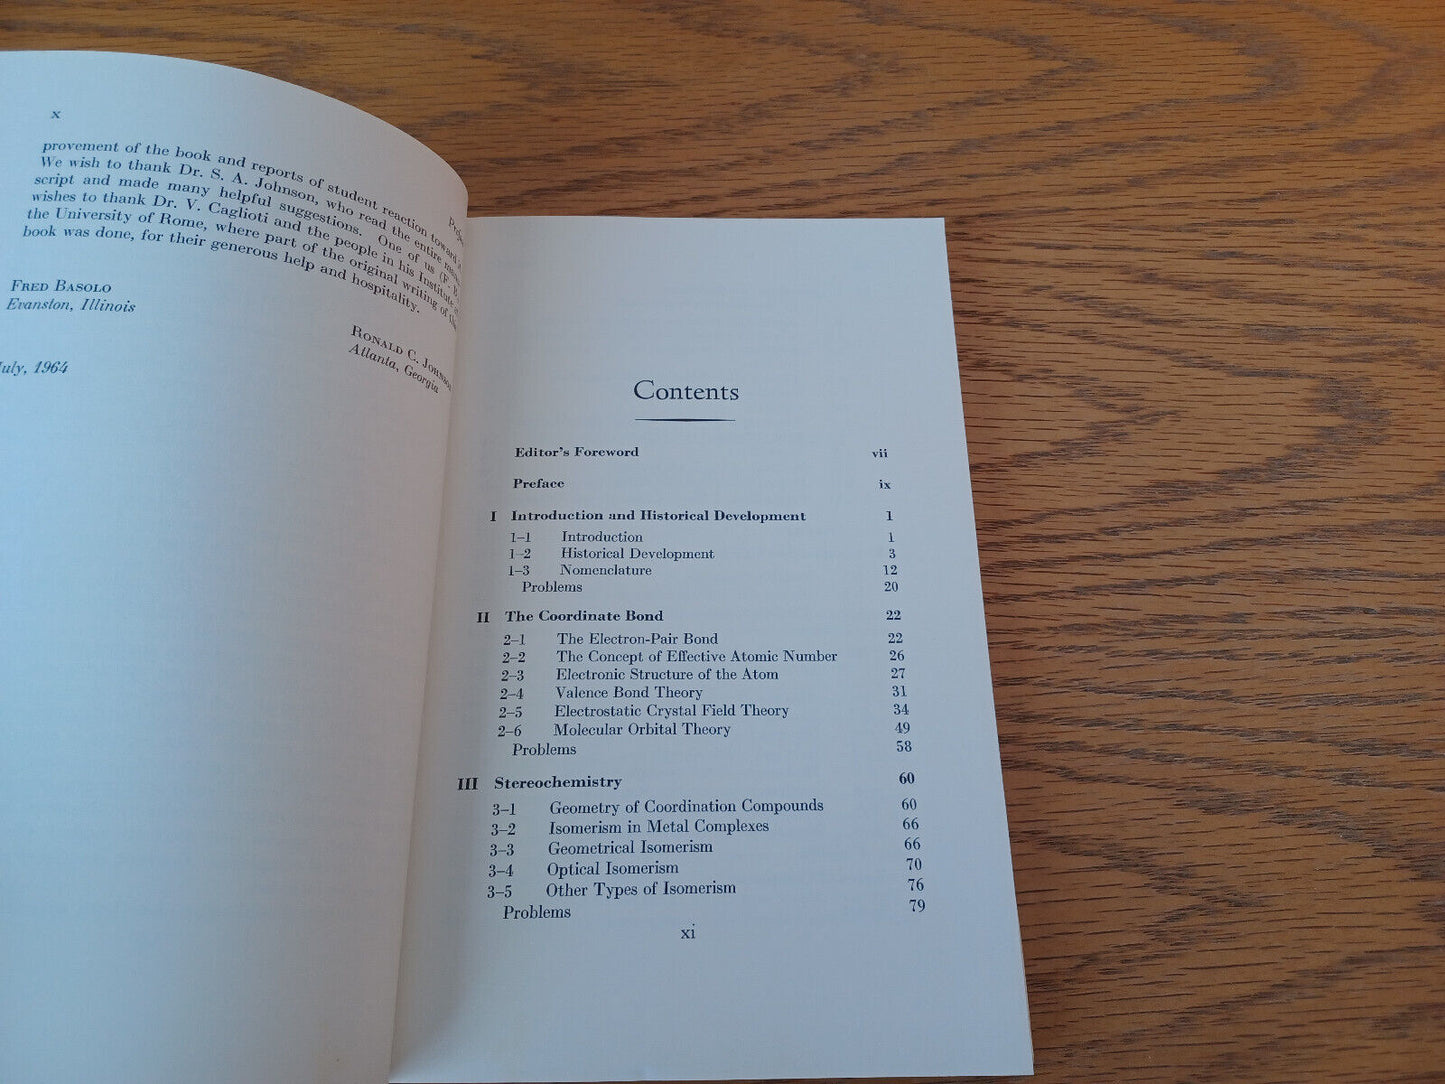 x
Profes
provement of the book and reports of student reaction toward it.
We wish to thank Dr. S. A. Johnson, who read the entire manu-
script and made many helpful suggestions. One of us (F. B.)
wishes to thank Dr. V. Caglioti and the people in his Institute at
the University of Rome, where part of the original writing of the
book was done, for their generous help and hospitality.
FRED BASOLO
Evanston, Illinois
RONALD C. JOHNSON
Atlanta, Georgia
July, 1964
Contents
Editor's Foreword vii
Preface ix
I Introduction and Historical Development 1
1–1 Introduction 1
1–2 Historical Development 3
1–3 Nomenclature 12
Problems 20
II The Coordinate Bond 22
2–1 The Electron-Pair Bond 22
2–2 The Concept of Effective Atomic Number 26
2–3 Electronic Structure of the Atom 27
2–4 Valence Bond Theory 31
2–5 Electrostatic Crystal Field Theory 34
2–6 Molecular Orbital Theory 49
Problems 58
III Stereochemistry 60
3–1 Geometry of Coordination Compounds 60
3–2 Isomerism in Metal Complexes 66
3–3 Geometrical Isomerism 66
3–4 Optical Isomerism 70
3–5 Other Types of Isomerism 76
Problems 79
xi